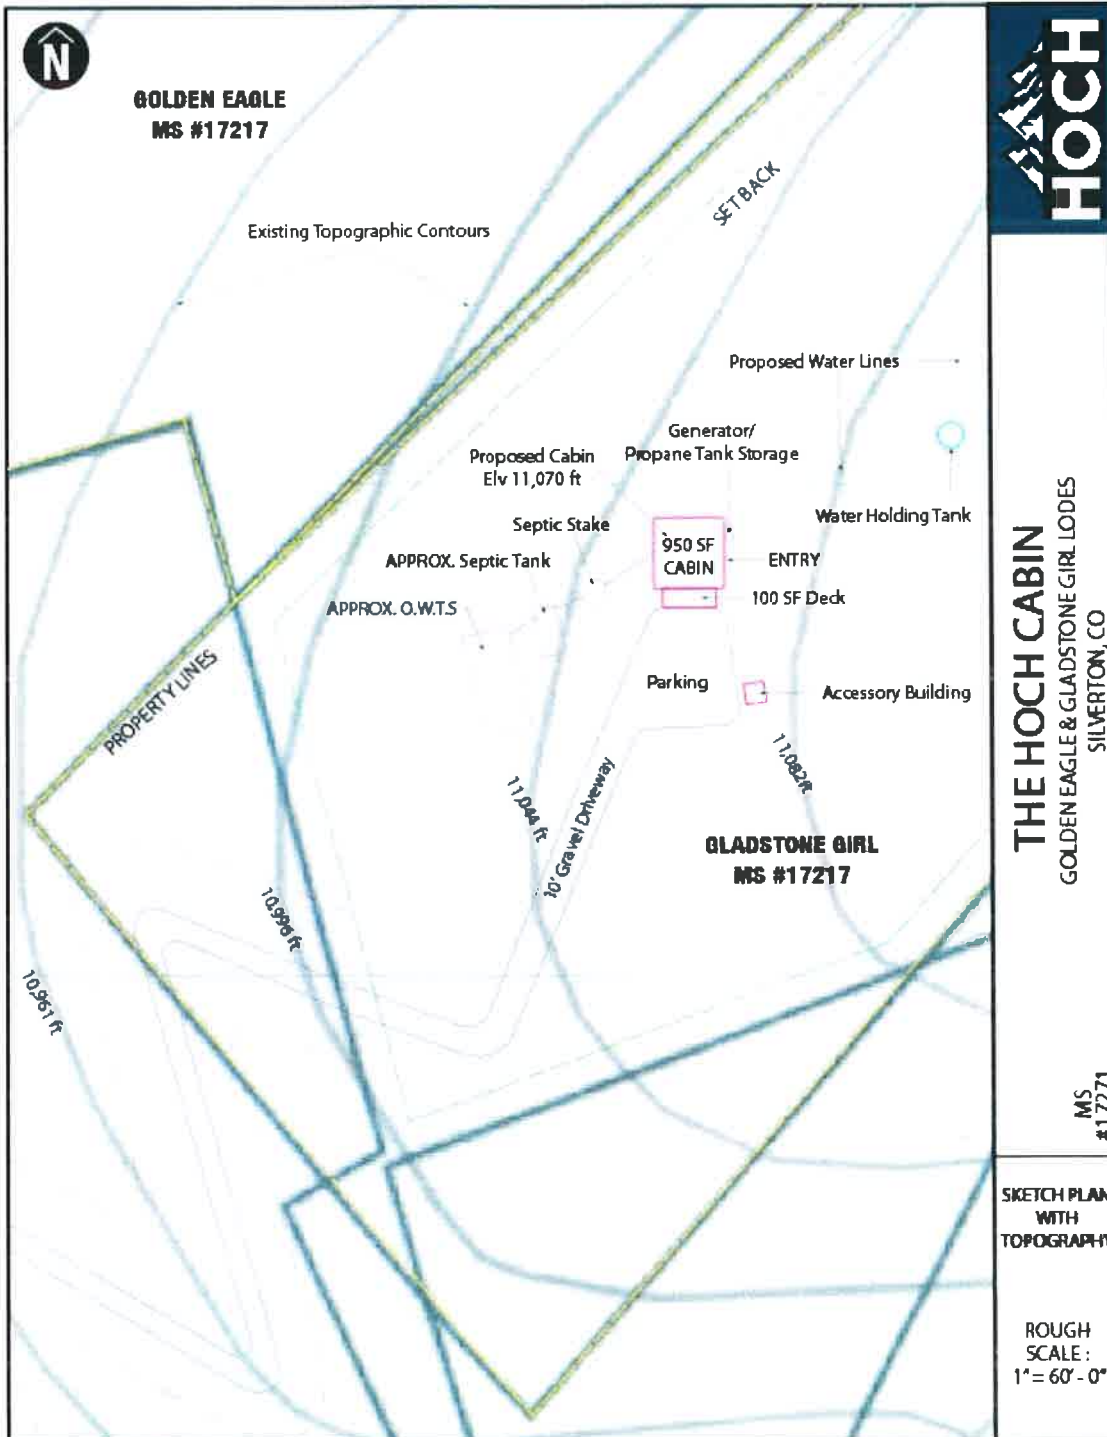 N
GOLDEN EAGLE
MS #17217
SETBACK
Existing Topographic Contours
Proposed Water Lines
Generator/
Propane Tank Storage
Proposed Cabin
Elv 11,070 ft
Water Holding Tank
Septic Stake
950 SF
CABIN
ENTRY
APPROX. Septic Tank
100 SF Deck
APPROX. O.W.T.S
PROPERTY LINES
Parking
Accessory Building
11,082ft
11,044 ft
10' Gravel Driveway
GLADSTONE GIRL
MS #17217
10,996 ft
10,961 ft
HOCH
THE HOCH CABIN
GOLDEN EAGLE & GLADSTONE GIRL LODES
SILVERTON, CO
MS
#17271
SKETCH PLAN
WITH
TOPOGRAPHY
ROUGH
SCALE :
1" = 60' - 0"